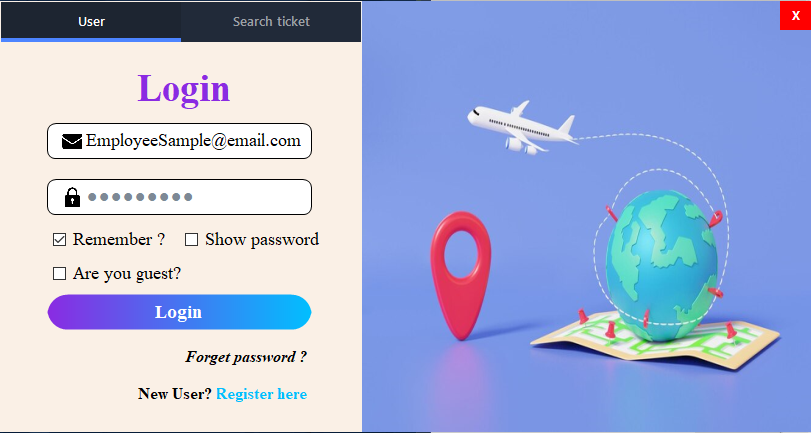 User
Search ticket
X
Login
EmployeeSample@email.com
Remember ?
Show password
Are you guest?
Login
Forget password ?
New User? Register here